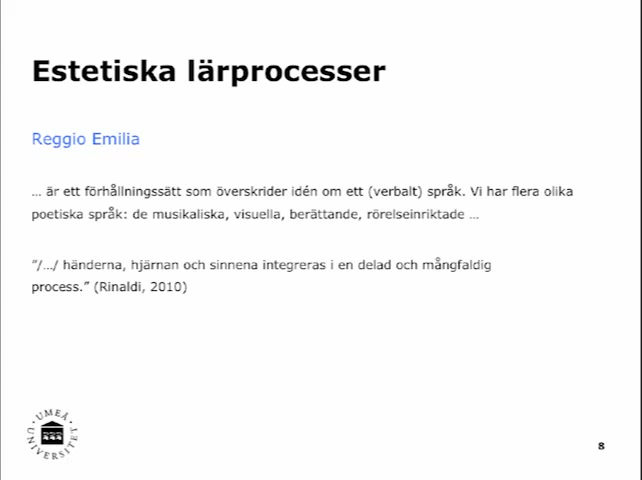 Estetiska lärprocesser
Reggio Emilia
... är ett förhållningssätt som överskrider idén om ett (verbalt) språk. Vi har flera olika
poetiska språk: de musikaliska, visuella, berättande, rörelseinriktade ...
"/.../ händerna, hjärnan och sinnena integreras i en delad och mångfaldig
process." (Rinaldi, 2010)
UMEÅ
UNIVERSITET
8